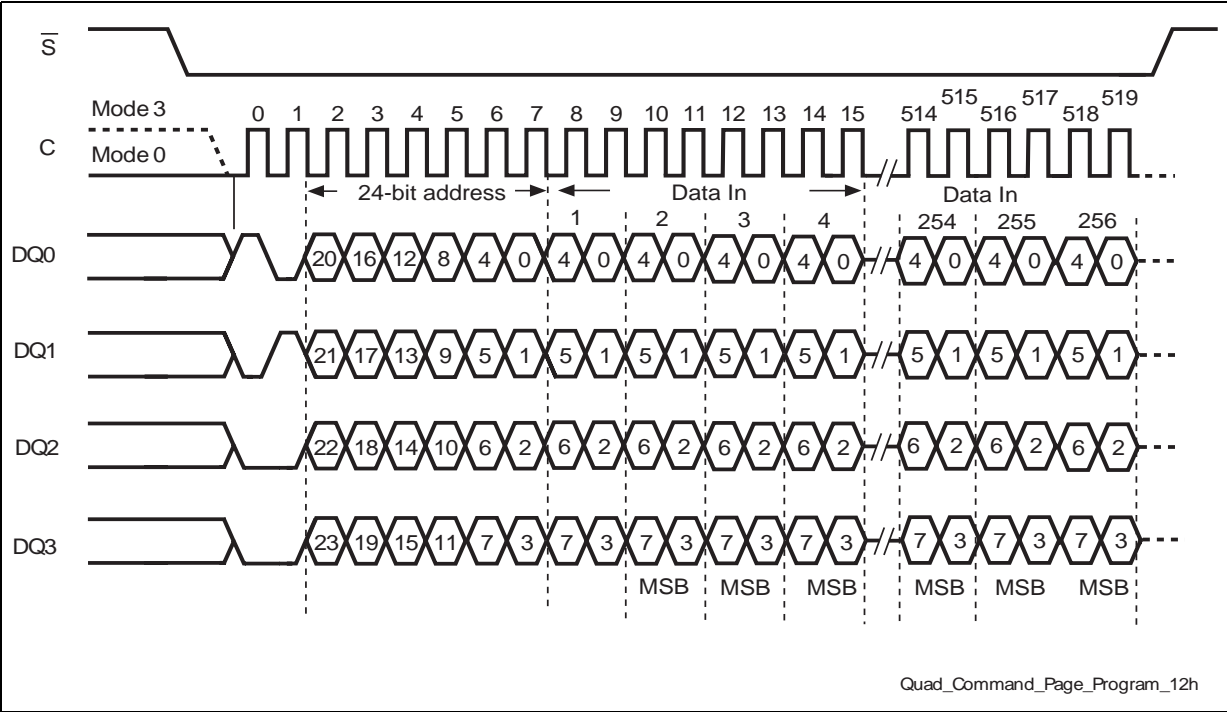 S
Mode 3
C
Mode 0
0 1 2 3 4 5 6 7 8 9 10 11 12 13 14 15 514 515 516 517 518 519
24-bit address Data In Data In
1 2 3 4 254 255 256
DQ0 20 16 12 8 4 0 4 0 4 0 4 0 4 0 4 0 4 0 4 0
DQ1 21 17 13 9 5 1 5 1 5 1 5 1 5 1 5 1 5 1 5 1
DQ2 22 18 14 10 6 2 6 2 6 2 6 2 6 2 6 2 6 2 6 2
DQ3 23 19 15 11 7 3 7 3 7 3 7 3 7 3 7 3 7 3 7 3
MSB MSB MSB MSB MSB MSB
Quad_Command_Page_Program_12h